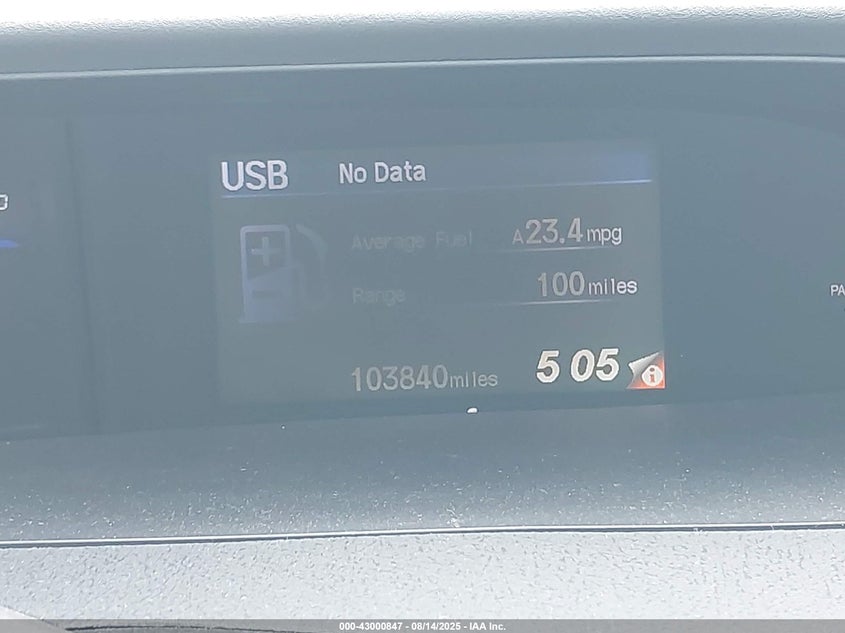 USB No Data
Average Fuel A23.4mpg
Range 100miles
103840miles 5 05
PA
000-43000847 - 08/14/2025 - IAA Inc.